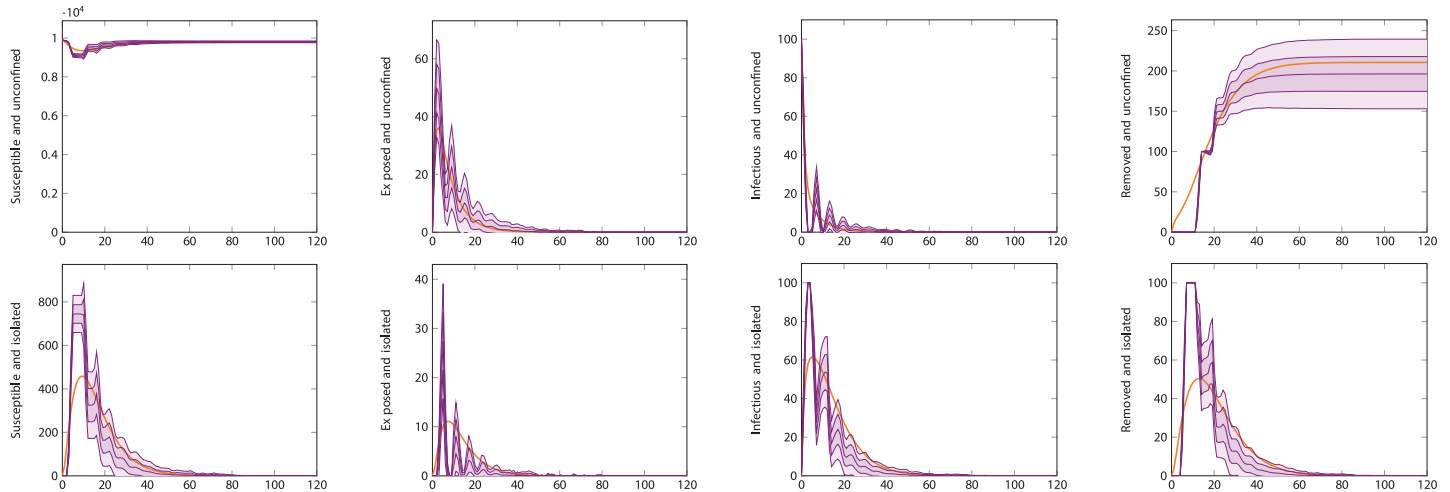 ·10⁴
Susceptible and unconfined
1
0.8
0.6
0.4
0.2
0
0 20 40 60 80 100 120
Ex posed and unconfined
60
40
20
0
0 20 40 60 80 100 120
Infectious and unconfined
100
80
60
40
20
0
0 20 40 60 80 100 120
Removed and unconfined
250
200
150
100
50
0
0 20 40 60 80 100 120
Susceptible and isolated
800
600
400
200
0
0 20 40 60 80 100 120
Ex posed and isolated
40
30
20
10
0
0 20 40 60 80 100 120
Infectious and isolated
100
80
60
40
20
0
0 20 40 60 80 100 120
Removed and isolated
100
80
60
40
20
0
0 20 40 60 80 100 120